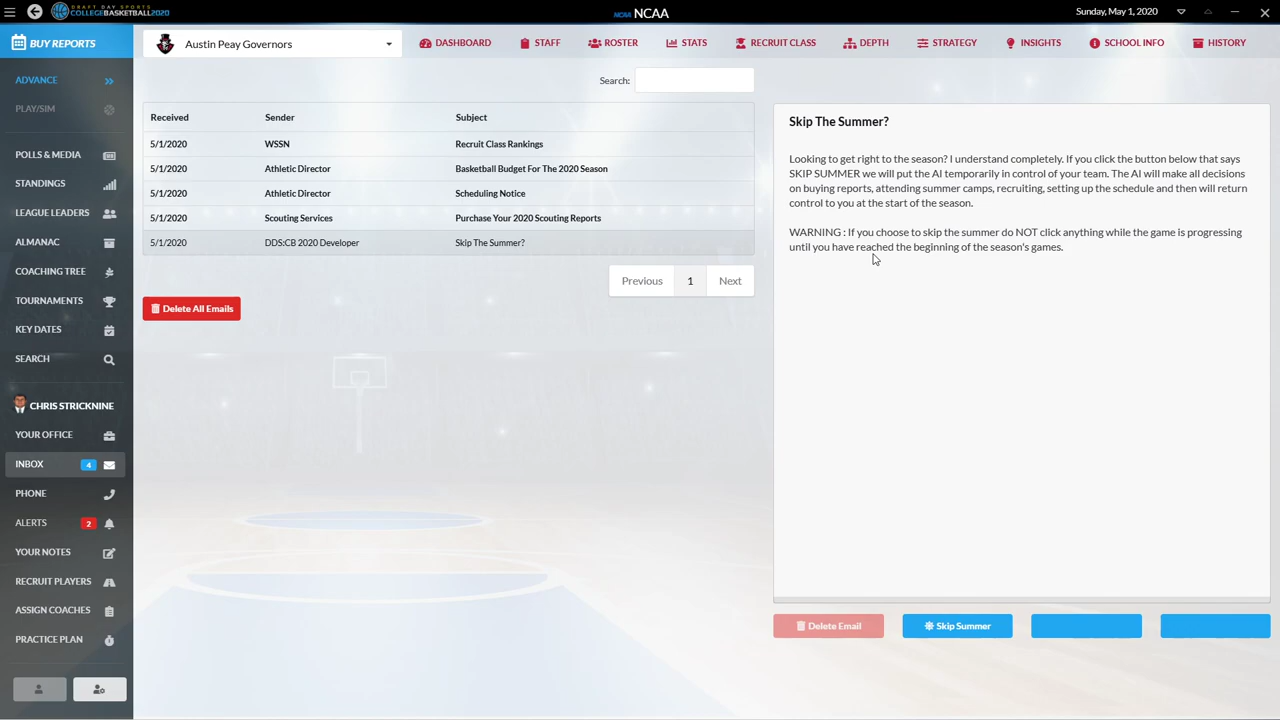 DRAFT DAY SPORTS
COLLEGE BASKETBALL 2020
NCAA NCAA
Sunday, May 1, 2020
BUY REPORTS
Austin Peay Governors
DASHBOARD
STAFF
ROSTER
STATS
RECRUIT CLASS
DEPTH
STRATEGY
INSIGHTS
SCHOOL INFO
HISTORY
ADVANCE
PLAY/SIM
POLLS & MEDIA
STANDINGS
LEAGUE LEADERS
ALMANAC
COACHING TREE
TOURNAMENTS
KEY DATES
SEARCH
CHRIS STRICKNINE
YOUR OFFICE
INBOX 4
PHONE
ALERTS 2
YOUR NOTES
RECRUIT PLAYERS
ASSIGN COACHES
PRACTICE PLAN
Search:
Received Sender Subject
5/1/2020 WSSN Recruit Class Rankings
5/1/2020 Athletic Director Basketball Budget For The 2020 Season
5/1/2020 Athletic Director Scheduling Notice
5/1/2020 Scouting Services Purchase Your 2020 Scouting Reports
5/1/2020 DDS:CB 2020 Developer Skip The Summer?
Previous 1 Next
Delete All Emails
Skip The Summer?
Looking to get right to the season? I understand completely. If you click the button below that says
SKIP SUMMER we will put the AI temporarily in control of your team. The AI will make all decisions
on buying reports, attending summer camps, recruiting, setting up the schedule and then will return
control to you at the start of the season.
WARNING : If you choose to skip the summer do NOT click anything while the game is progressing
until you have reached the beginning of the season's games.
Delete Email
Skip Summer